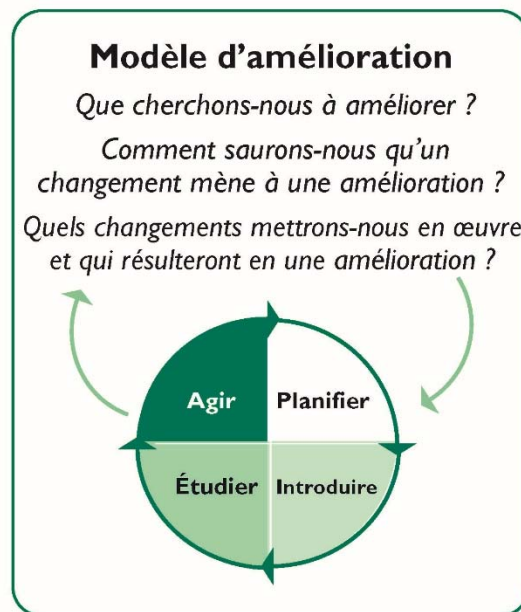 Modèle d’amélioration
Que cherchons-nous à améliorer ?
Comment saurons-nous qu’un
changement mène à une amélioration ?
Quels changements mettrons-nous en œuvre
et qui résulteront en une amélioration ?
Agir
Planifier
Étudier
Introduire